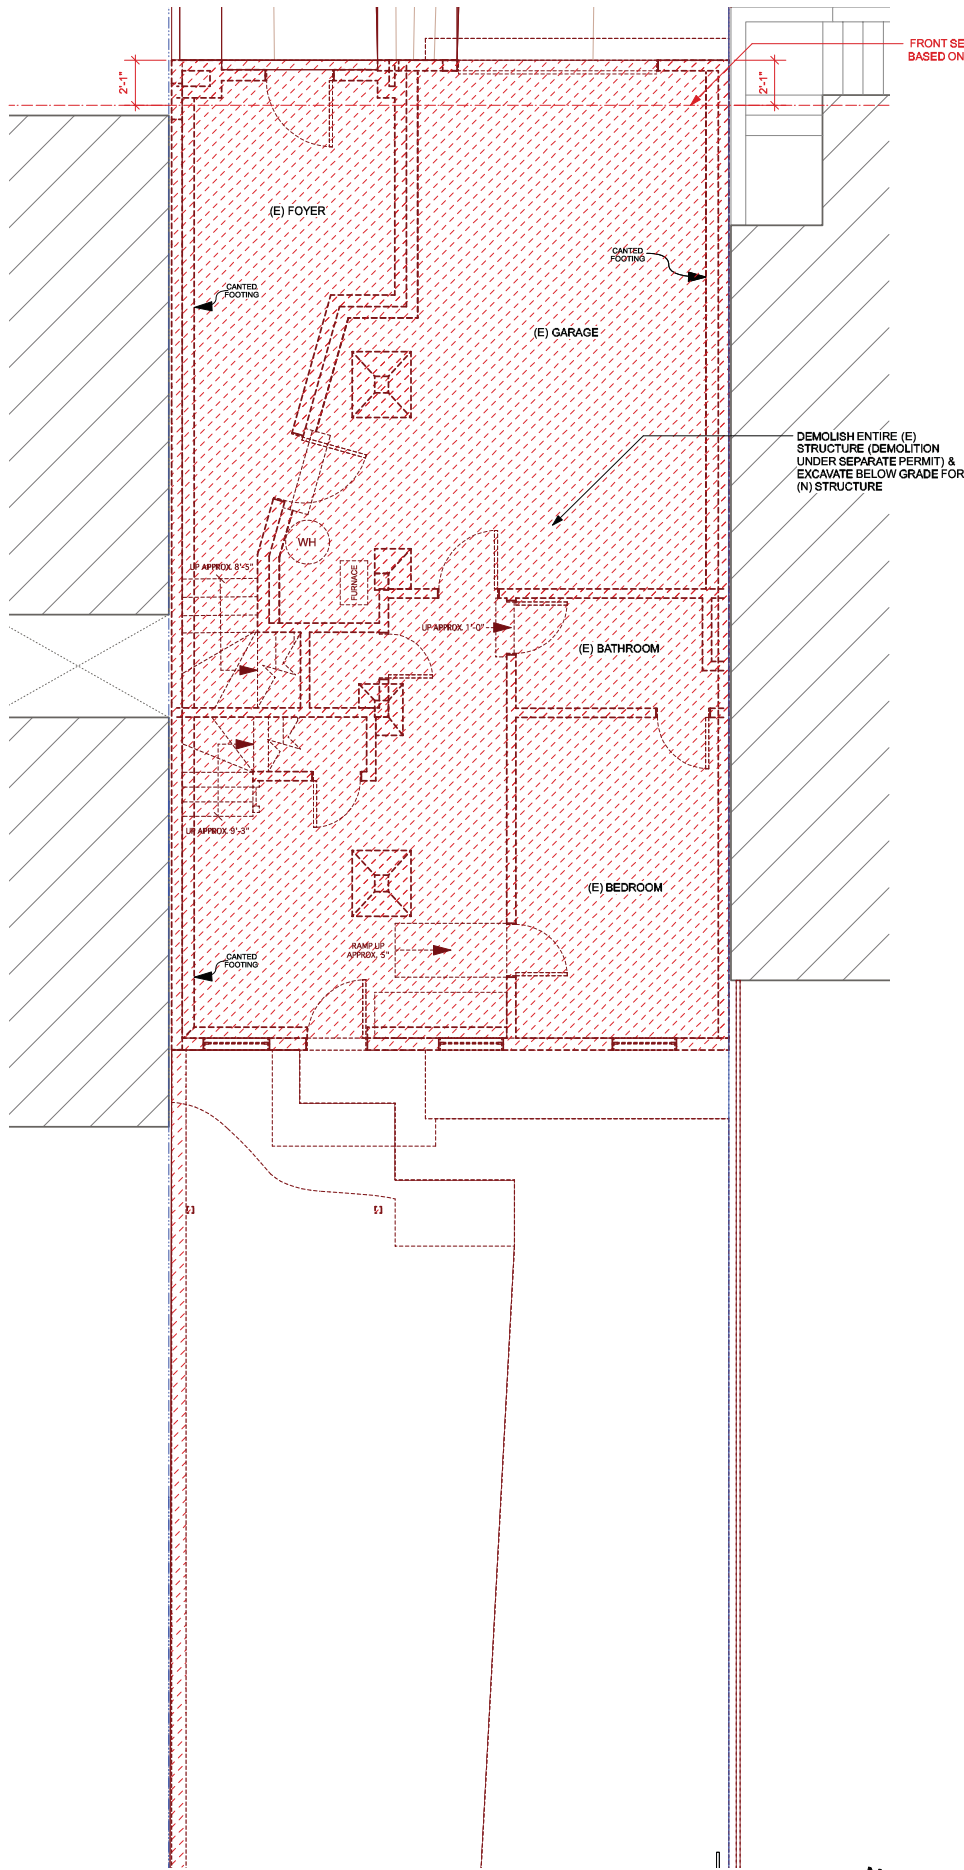 FRONT SE
BASED ON
2'-1"
2'-1"
(E) FOYER
CANTED
FOOTING
CANTED
FOOTING
(E) GARAGE
DEMOLISH ENTIRE (E)
STRUCTURE (DEMOLITION
UNDER SEPARATE PERMIT) &
EXCAVATE BELOW GRADE FOR
(N) STRUCTURE
WH
FURNACE
UP APPROX. 8'-5"
UP APPROX. 1'-0"
(E) BATHROOM
UP APPROX. 9'-3"
(E) BEDROOM
RAMP UP
APPROX. 5"
CANTED
FOOTING